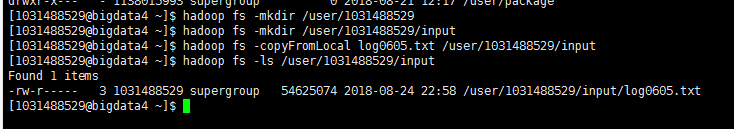 drwxr-x--- - 1138015993 supergroup 0 2018-08-21 12:17 /user/package
[1031488529@bigdata4 ~]$ hadoop fs -mkdir /user/1031488529
[1031488529@bigdata4 ~]$ hadoop fs -mkdir /user/1031488529/input
[1031488529@bigdata4 ~]$ hadoop fs -copyFromLocal log0605.txt /user/1031488529/input
[1031488529@bigdata4 ~]$ hadoop fs -ls /user/1031488529/input
Found 1 items
-rw-r----- 3 1031488529 supergroup 54625074 2018-08-24 22:58 /user/1031488529/input/log0605.txt
[1031488529@bigdata4 ~]$